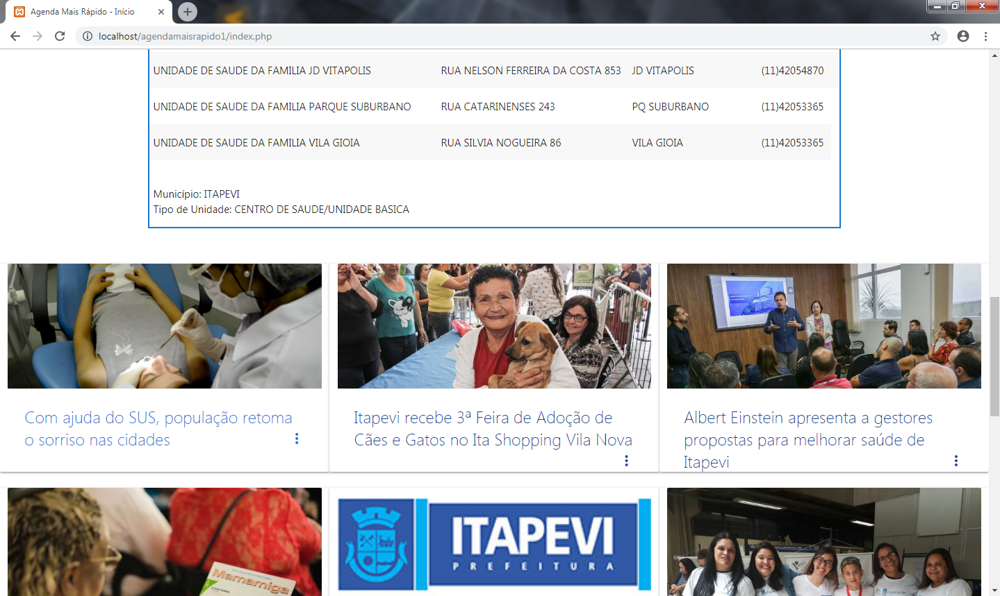 Agenda Mais Rápido - Início
localhost/agendamaisrapido1/index.php
UNIDADE DE SAUDE DA FAMILIA JD VITAPOLIS RUA NELSON FERREIRA DA COSTA 853 JD VITAPOLIS (11)42054870
UNIDADE DE SAUDE DA FAMILIA PARQUE SUBURBANO RUA CATARINENSES 243 PQ SUBURBANO (11)42053365
UNIDADE DE SAUDE DA FAMILIA VILA GIOIA RUA SILVIA NOGUEIRA 86 VILA GIOIA (11)42053365
Município: ITAPEVI
Tipo de Unidade: CENTRO DE SAUDE/UNIDADE BASICA
Com ajuda do SUS, população retoma
o sorriso nas cidades
Itapevi recebe 3ª Feira de Adoção de
Cães e Gatos no Ita Shopping Vila Nova
Albert Einstein apresenta a gestores
propostas para melhorar saúde de
Itapevi
Mamamiga
ITAPEVI
PREFEITURA